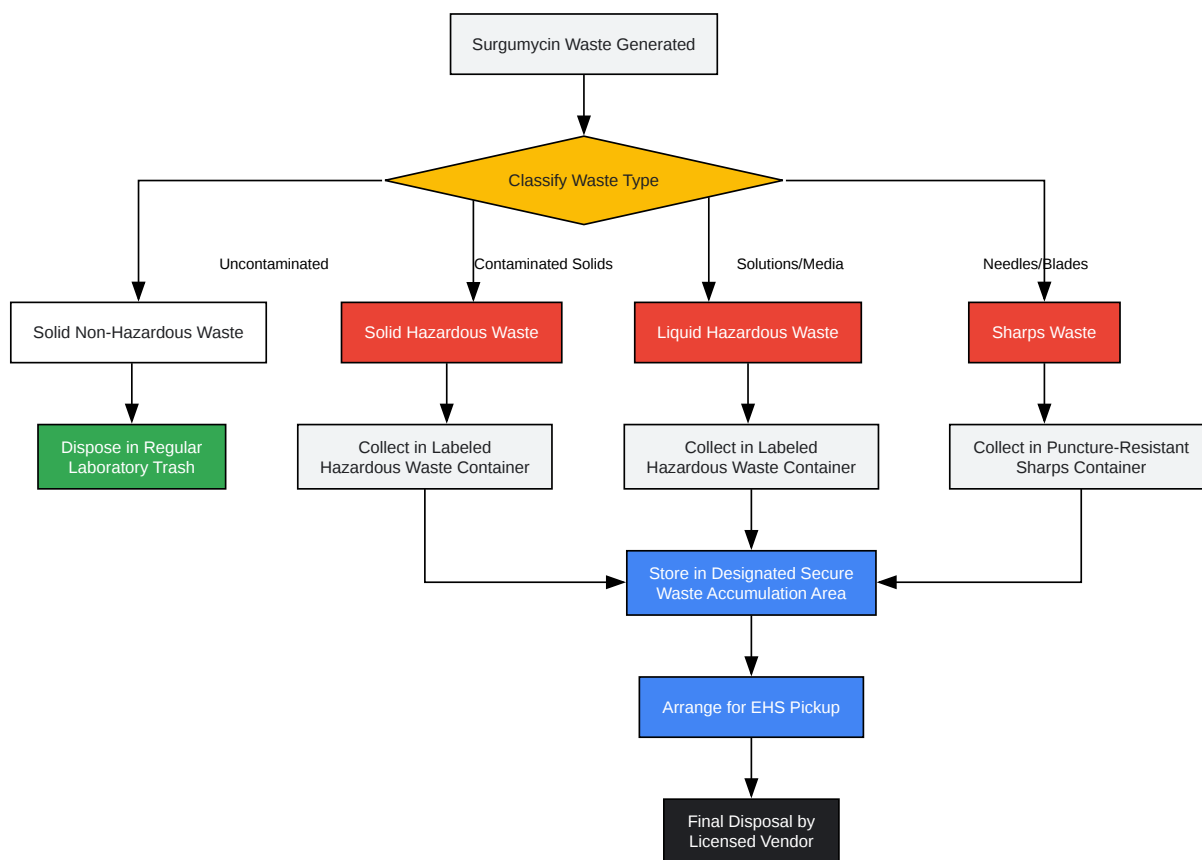 Surgumycin Waste Generated
Classify Waste Type
Uncontaminated
Contaminated Solids
Solutions/Media
Needles/Blades
Solid Non-Hazardous Waste
Solid Hazardous Waste
Liquid Hazardous Waste
Sharps Waste
Dispose in Regular
Laboratory Trash
Collect in Labeled
Hazardous Waste Container
Collect in Labeled
Hazardous Waste Container
Collect in Puncture-Resistant
Sharps Container
Store in Designated Secure
Waste Accumulation Area
Arrange for EHS Pickup
Final Disposal by
Licensed Vendor